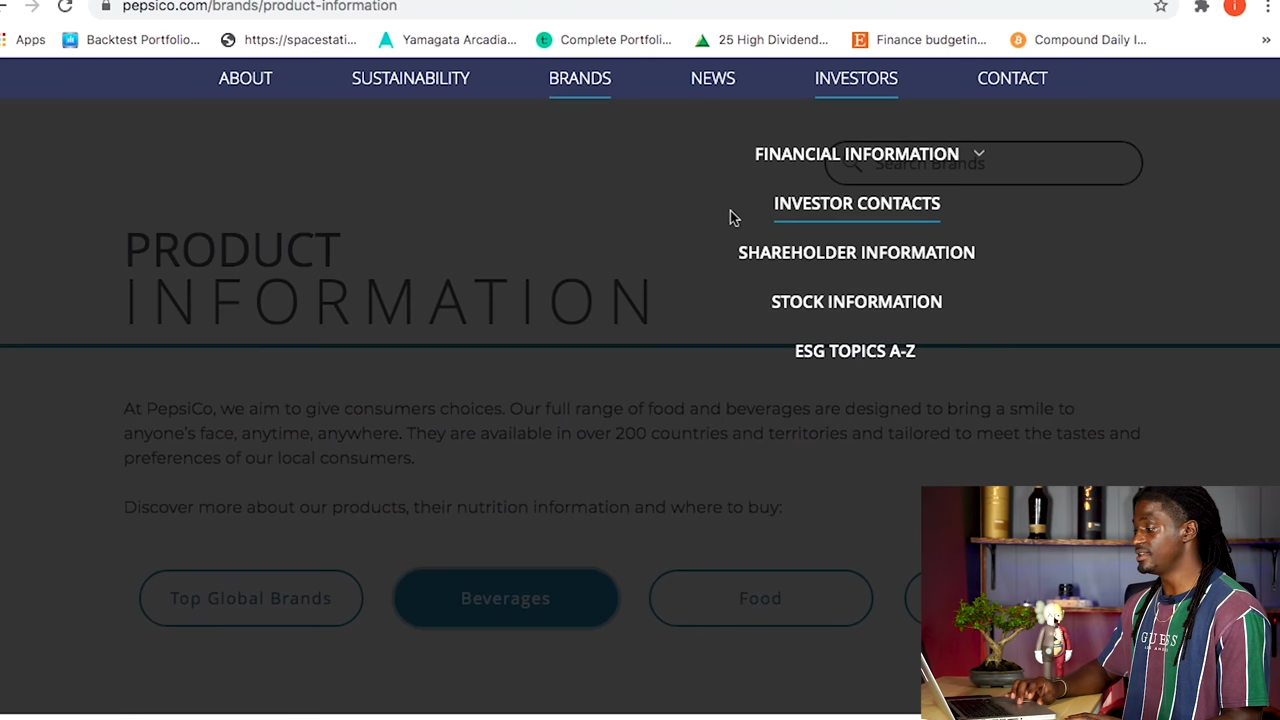 pepsico.com/brands/product-information
Apps Backtest Portfolio... https://spacestati... Yamagata Arcadia... Complete Portfoli... 25 High Dividend... Finance budgetin... Compound Daily I... »
ABOUT SUSTAINABILITY BRANDS NEWS INVESTORS CONTACT
FINANCIAL INFORMATION
Search Brands
INVESTOR CONTACTS
SHAREHOLDER INFORMATION
STOCK INFORMATION
ESG TOPICS A-Z
PRODUCT
INFORMATION
At PepsiCo, we aim to give consumers choices. Our full range of food and beverages are designed to bring a smile to
anyone's face, anytime, anywhere. They are available in over 200 countries and territories and tailored to meet the tastes and
preferences of our local consumers.
Discover more about our products, their nutrition information and where to buy:
Top Global Brands Beverages Food
GUESS
LOS ANGELES